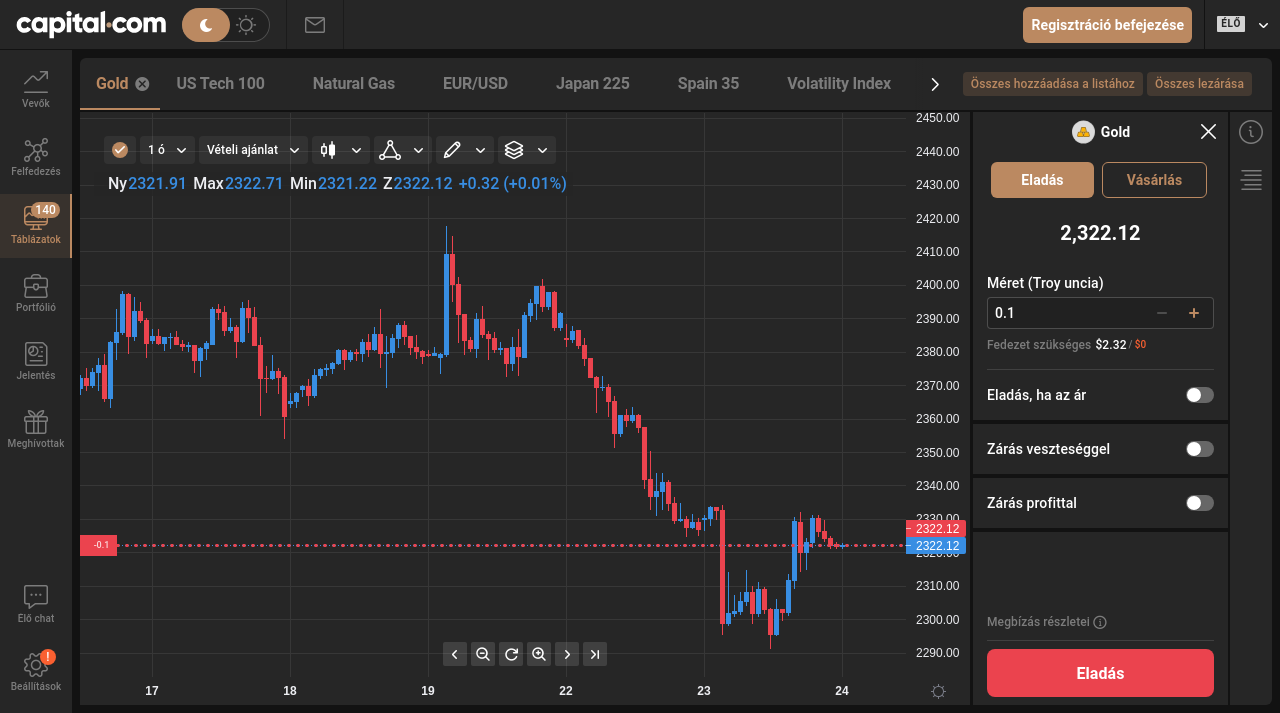 capital.com
Regisztráció befejezése
ÉLŐ
Vevők
Felfedezés
140
Táblázatok
Portfólió
Jelentés
Meghívottak
Élő chat
!
Beállítások
Gold
US Tech 100
Natural Gas
EUR/USD
Japan 225
Spain 35
Volatility Index
Összes hozzáadása a listához
Összes lezárása
1 ó
Vételi ajánlat
Ny2321.91 Max2322.71 Min2321.22 Z2322.12 +0.32 (+0.01%)
2450.00
2440.00
2430.00
2420.00
2410.00
2400.00
2390.00
2380.00
2370.00
2360.00
2350.00
2340.00
2330.00
2322.12
2322.12
2320.00
2310.00
2300.00
2290.00
-0.1
17
18
19
22
23
24
Gold
Eladás
Vásárlás
2,322.12
Méret (Troy uncia)
0.1
Fedezet szükséges $2.32 / $0
Eladás, ha az ár
Zárás veszteséggel
Zárás profittal
Megbízás részletei
Eladás